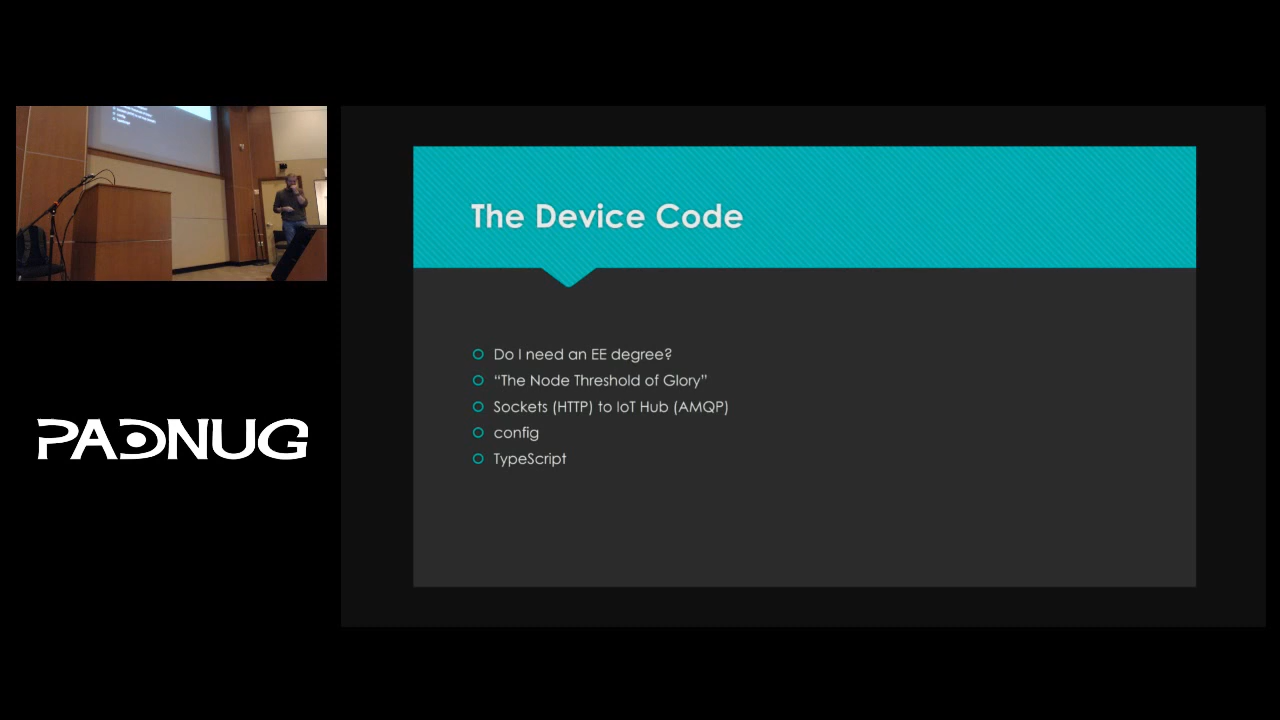 The Device Code
Do I need an EE degree?
“The Node Threshold of Glory”
Sockets (HTTP) to IoT Hub (AMQP)
config
TypeScript
PADNUG